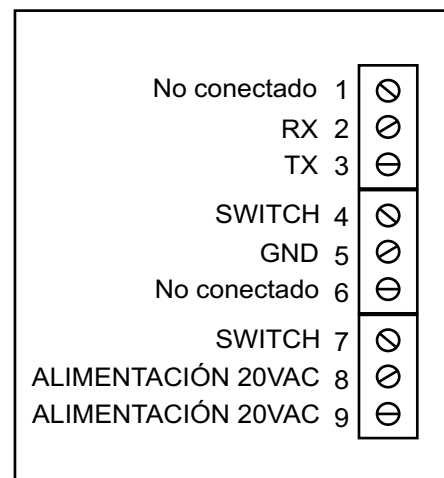 No conectado 1
RX 2
TX 3
SWITCH 4
GND 5
No conectado 6
SWITCH 7
ALIMENTACIÓN 20VAC 8
ALIMENTACIÓN 20VAC 9